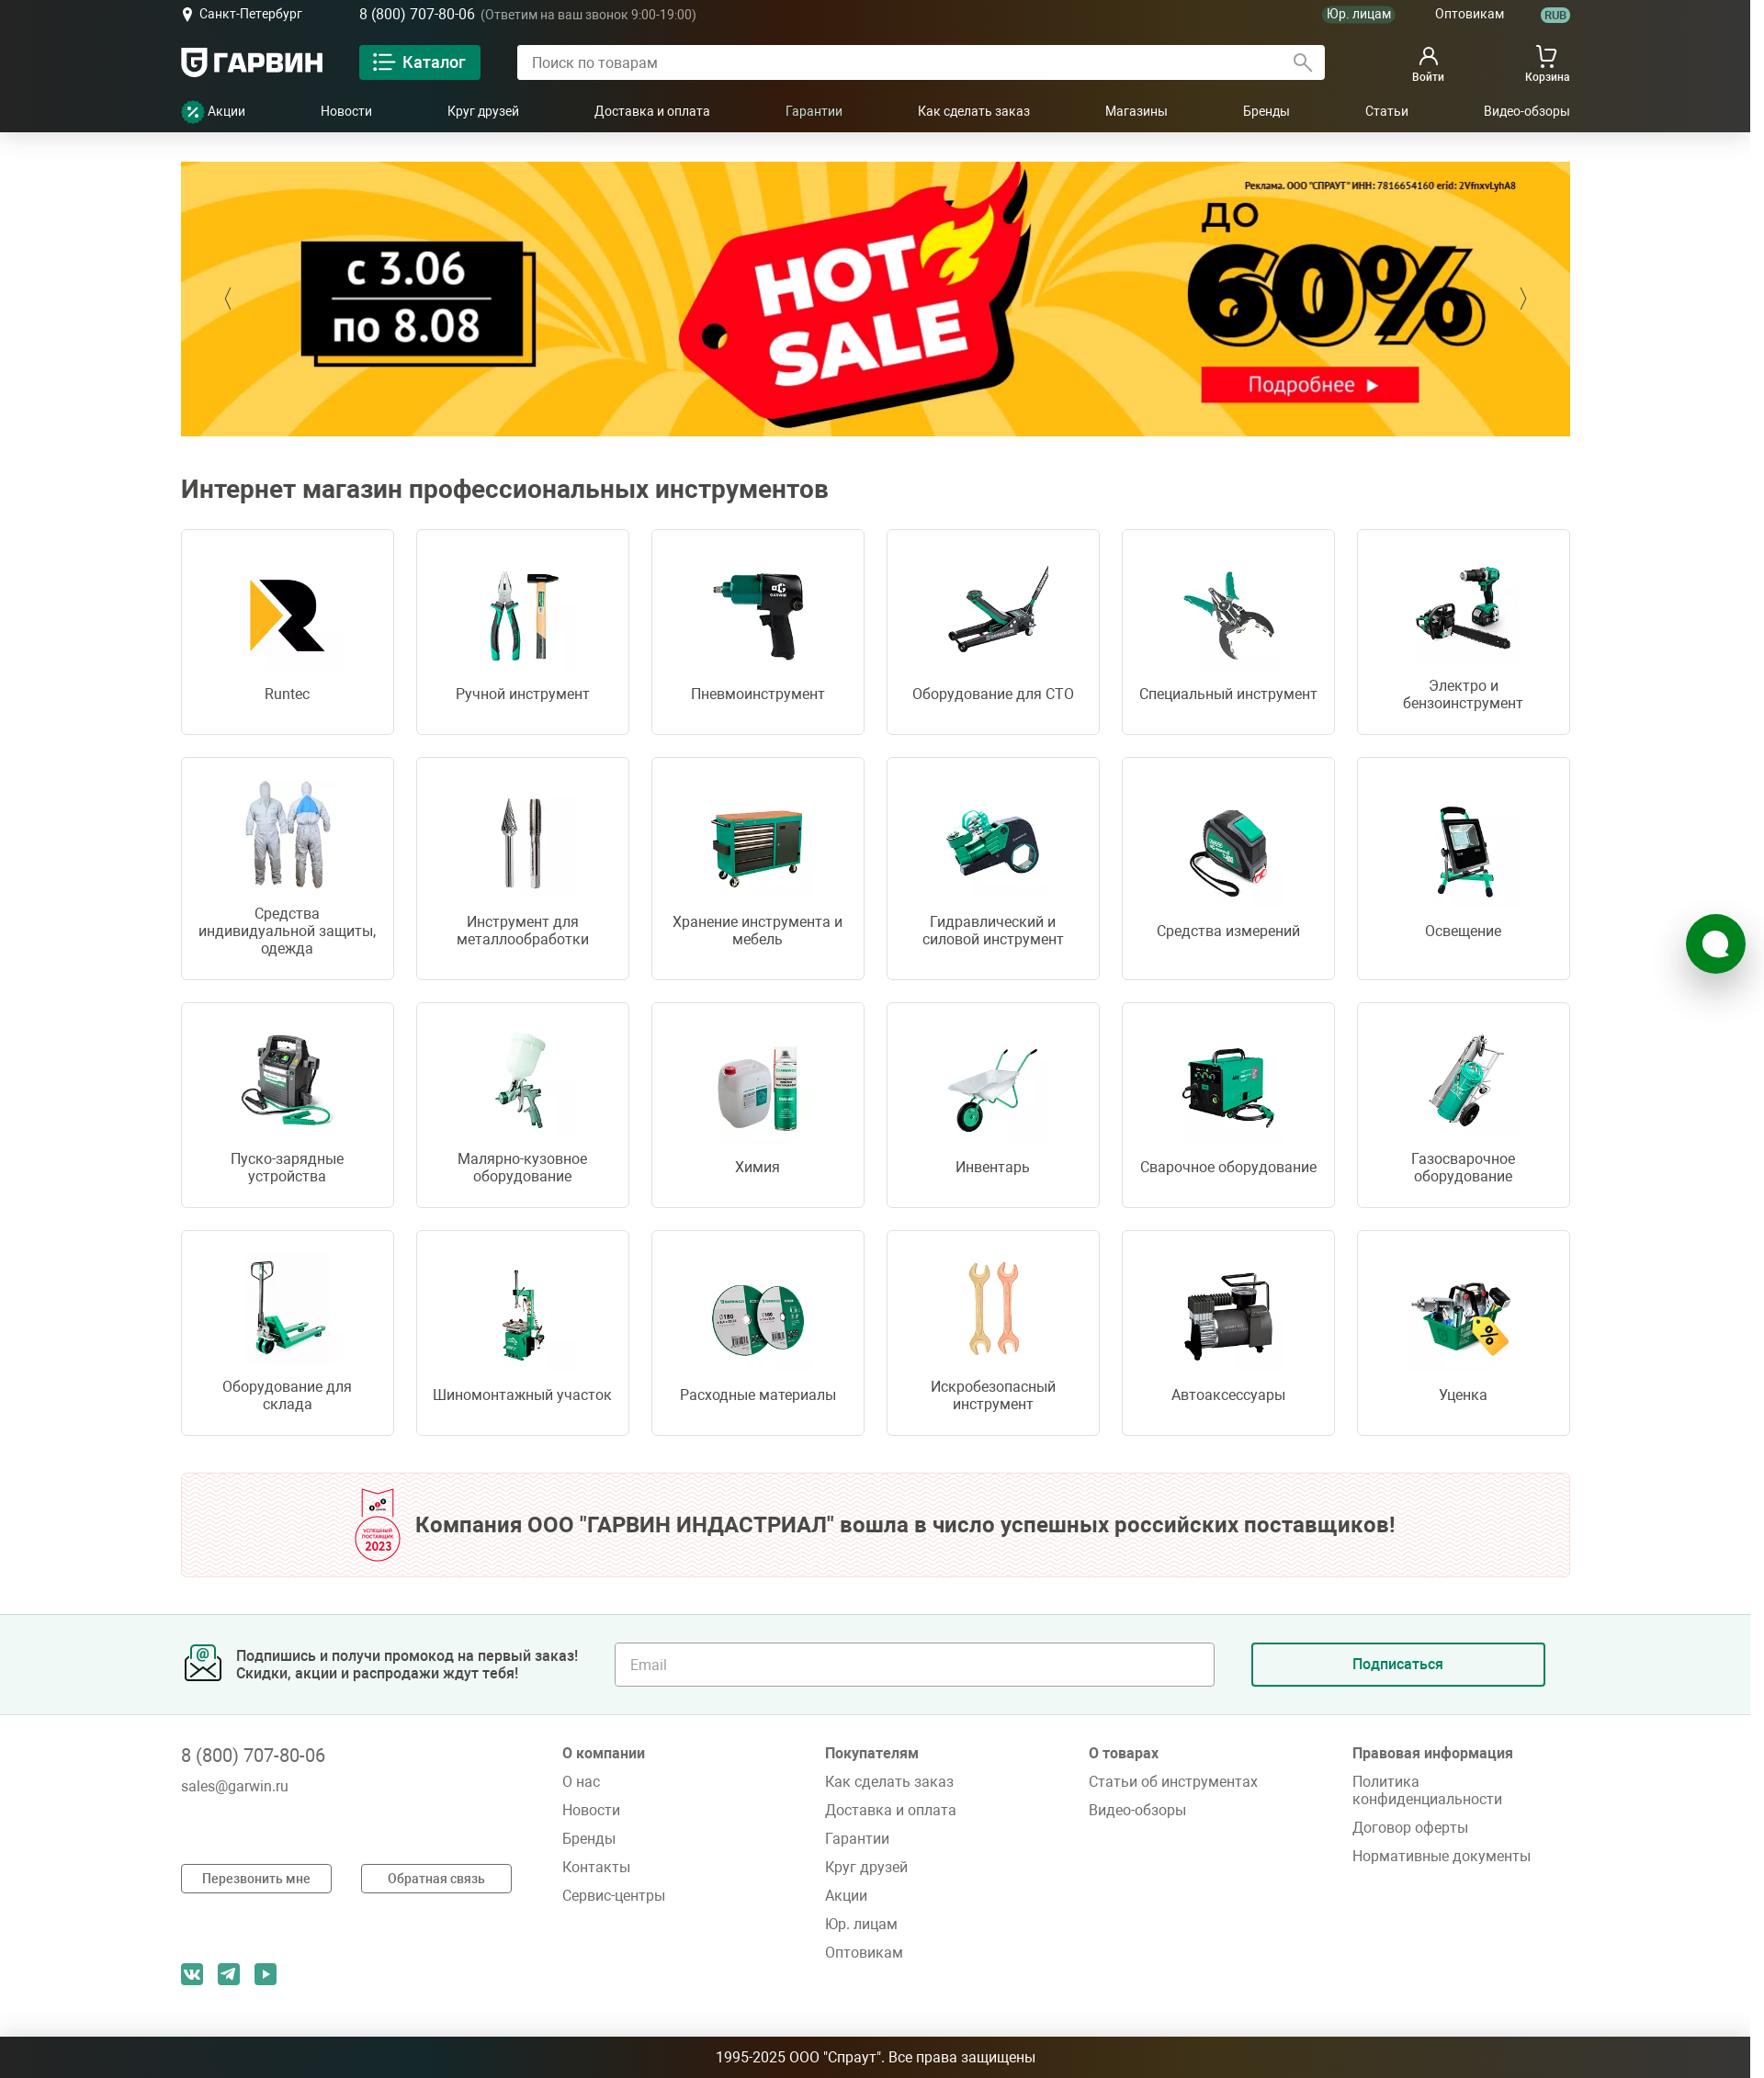 Санкт-Петербург
8 (800) 707-80-06 (Ответим на ваш звонок 9:00-19:00)
Юр. лицам
Оптовикам
RUB
ГАРВИН
Каталог
Поиск по товарам
Войти
Корзина
Акции
Новости
Круг друзей
Доставка и оплата
Гарантии
Как сделать заказ
Магазины
Бренды
Статьи
Видео-обзоры
Реклама. ООО "СПРАУТ" ИНН: 7816654160 erid: 2VfnxvLyhA8
с 3.06
по 8.08
HOT
SALE
ДО
60%
Подробнее
Интернет магазин профессиональных инструментов
Runtec
Ручной инструмент
Пневмоинструмент
Оборудование для СТО
Специальный инструмент
Электро и
бензоинструмент
Средства
индивидуальной защиты,
одежда
Инструмент для
металлообработки
Хранение инструмента и
мебель
Гидравлический и
силовой инструмент
Средства измерений
Освещение
Пуско-зарядные
устройства
Малярно-кузовное
оборудование
Химия
Инвентарь
Сварочное оборудование
Газосварочное
оборудование
Оборудование для
склада
Шиномонтажный участок
Расходные материалы
Искробезопасный
инструмент
Автоаксессуары
Уценка
УСПЕШНЫЙ
ПОСТАВЩИК
2023
Компания ООО "ГАРВИН ИНДАСТРИАЛ" вошла в число успешных российских поставщиков!
Подпишись и получи промокод на первый заказ!
Скидки, акции и распродажи ждут тебя!
Email
Подписаться
8 (800) 707-80-06
sales@garwin.ru
Перезвонить мне
Обратная связь
О компании
О нас
Новости
Бренды
Контакты
Сервис-центры
Покупателям
Как сделать заказ
Доставка и оплата
Гарантии
Круг друзей
Акции
Юр. лицам
Оптовикам
О товарах
Статьи об инструментах
Видео-обзоры
Правовая информация
Политика
конфиденциальности
Договор оферты
Нормативные документы
1995-2025 ООО "Спраут". Все права защищены